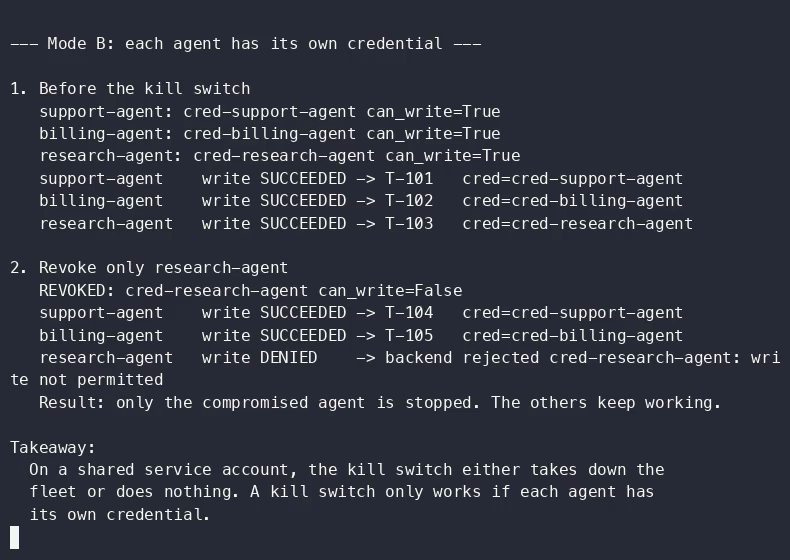 --- Mode B: each agent has its own credential ---
1. Before the kill switch
support-agent: cred-support-agent can_write=True
billing-agent: cred-billing-agent can_write=True
research-agent: cred-research-agent can_write=True
support-agent    write SUCCEEDED -> T-101   cred=cred-support-agent
billing-agent    write SUCCEEDED -> T-102   cred=cred-billing-agent
research-agent   write SUCCEEDED -> T-103   cred=cred-research-agent
2. Revoke only research-agent
REVOKED: cred-research-agent can_write=False
support-agent    write SUCCEEDED -> T-104   cred=cred-support-agent
billing-agent    write SUCCEEDED -> T-105   cred=cred-billing-agent
research-agent   write DENIED    -> backend rejected cred-research-agent: wri
te not permitted
Result: only the compromised agent is stopped. The others keep working.
Takeaway:
On a shared service account, the kill switch either takes down the
fleet or does nothing. A kill switch only works if each agent has
its own credential.